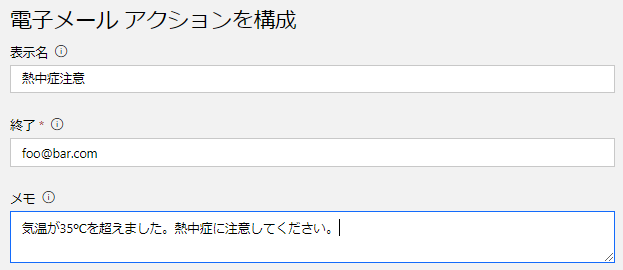 電子メール アクションを構成
表示名
熱中症注意
終了 *
foo@bar.com
メモ
気温が35℃を超えました。熱中症に注意してください。